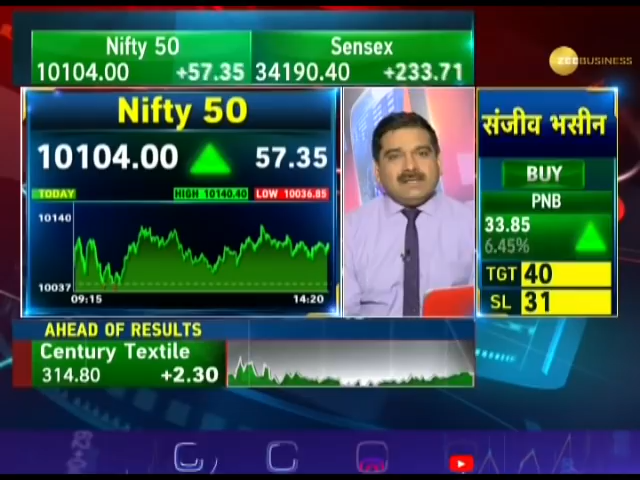 Nifty 50
10104.00 +57.35
Sensex
34190.40 +233.71
ZEE BUSINESS
Nifty 50
10104.00 57.35
TODAY HIGH 10140.40 LOW 10036.85
10140
10037
09:15 14:20
संजीव भसीन
BUY
PNB
33.85
6.45%
TGT 40
SL 31
AHEAD OF RESULTS
Century Textile
314.80 +2.30